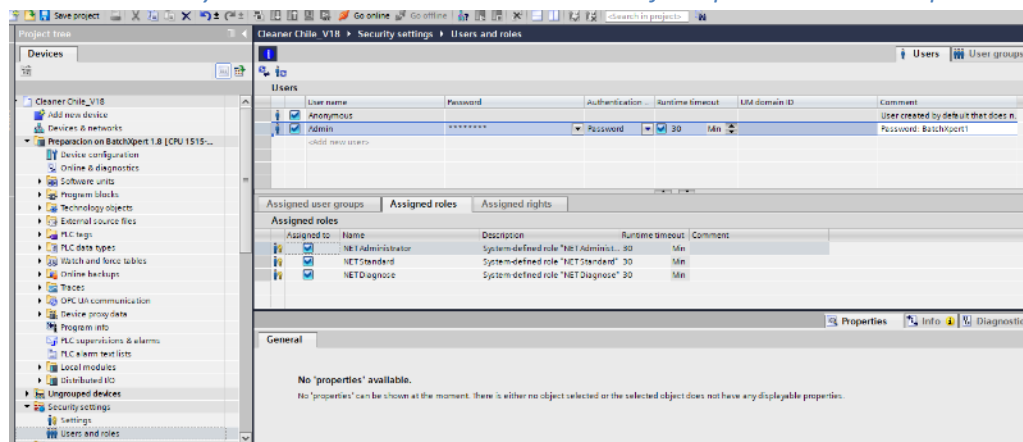 Save project Go online Go offline <Search in project>
Project tree
Cleaner Chile_V18 ▸ Security settings ▸ Users and roles
Devices
Users User groups
Users
User name Password Authentication ... Runtime timeout UM domain ID Comment
Anonymous User created by default that does n...
Admin ******** Password 30 Min Password: BatchXpert1
<Add new user>
Cleaner Chile_V18
Add new device
Devices & networks
Preparacion on BatchXpert 1.8 [CPU 1515-...
Device configuration
Online & diagnostics
Software units
Program blocks
Technology objects
External source files
PLC tags
PLC data types
Watch and force tables
Online backups
Traces
OPC UA communication
Device proxy data
Program info
PLC supervisions & alarms
PLC alarm text lists
Local modules
Distributed I/O
Ungrouped devices
Security settings
Settings
Users and roles
Assigned user groups Assigned roles Assigned rights
Assigned roles
Assigned to Name Description Runtime timeout Comment
NET Administrator System-defined role "NET Administ... 30 Min
NET Standard System-defined role "NET Standard" 30 Min
NET Diagnose System-defined role "NET Diagnose" 30 Min
Properties Info Diagnostic
General
No 'properties' available.
No 'properties' can be shown at the moment. There is either no object selected or the selected object does not have any displayable properties.